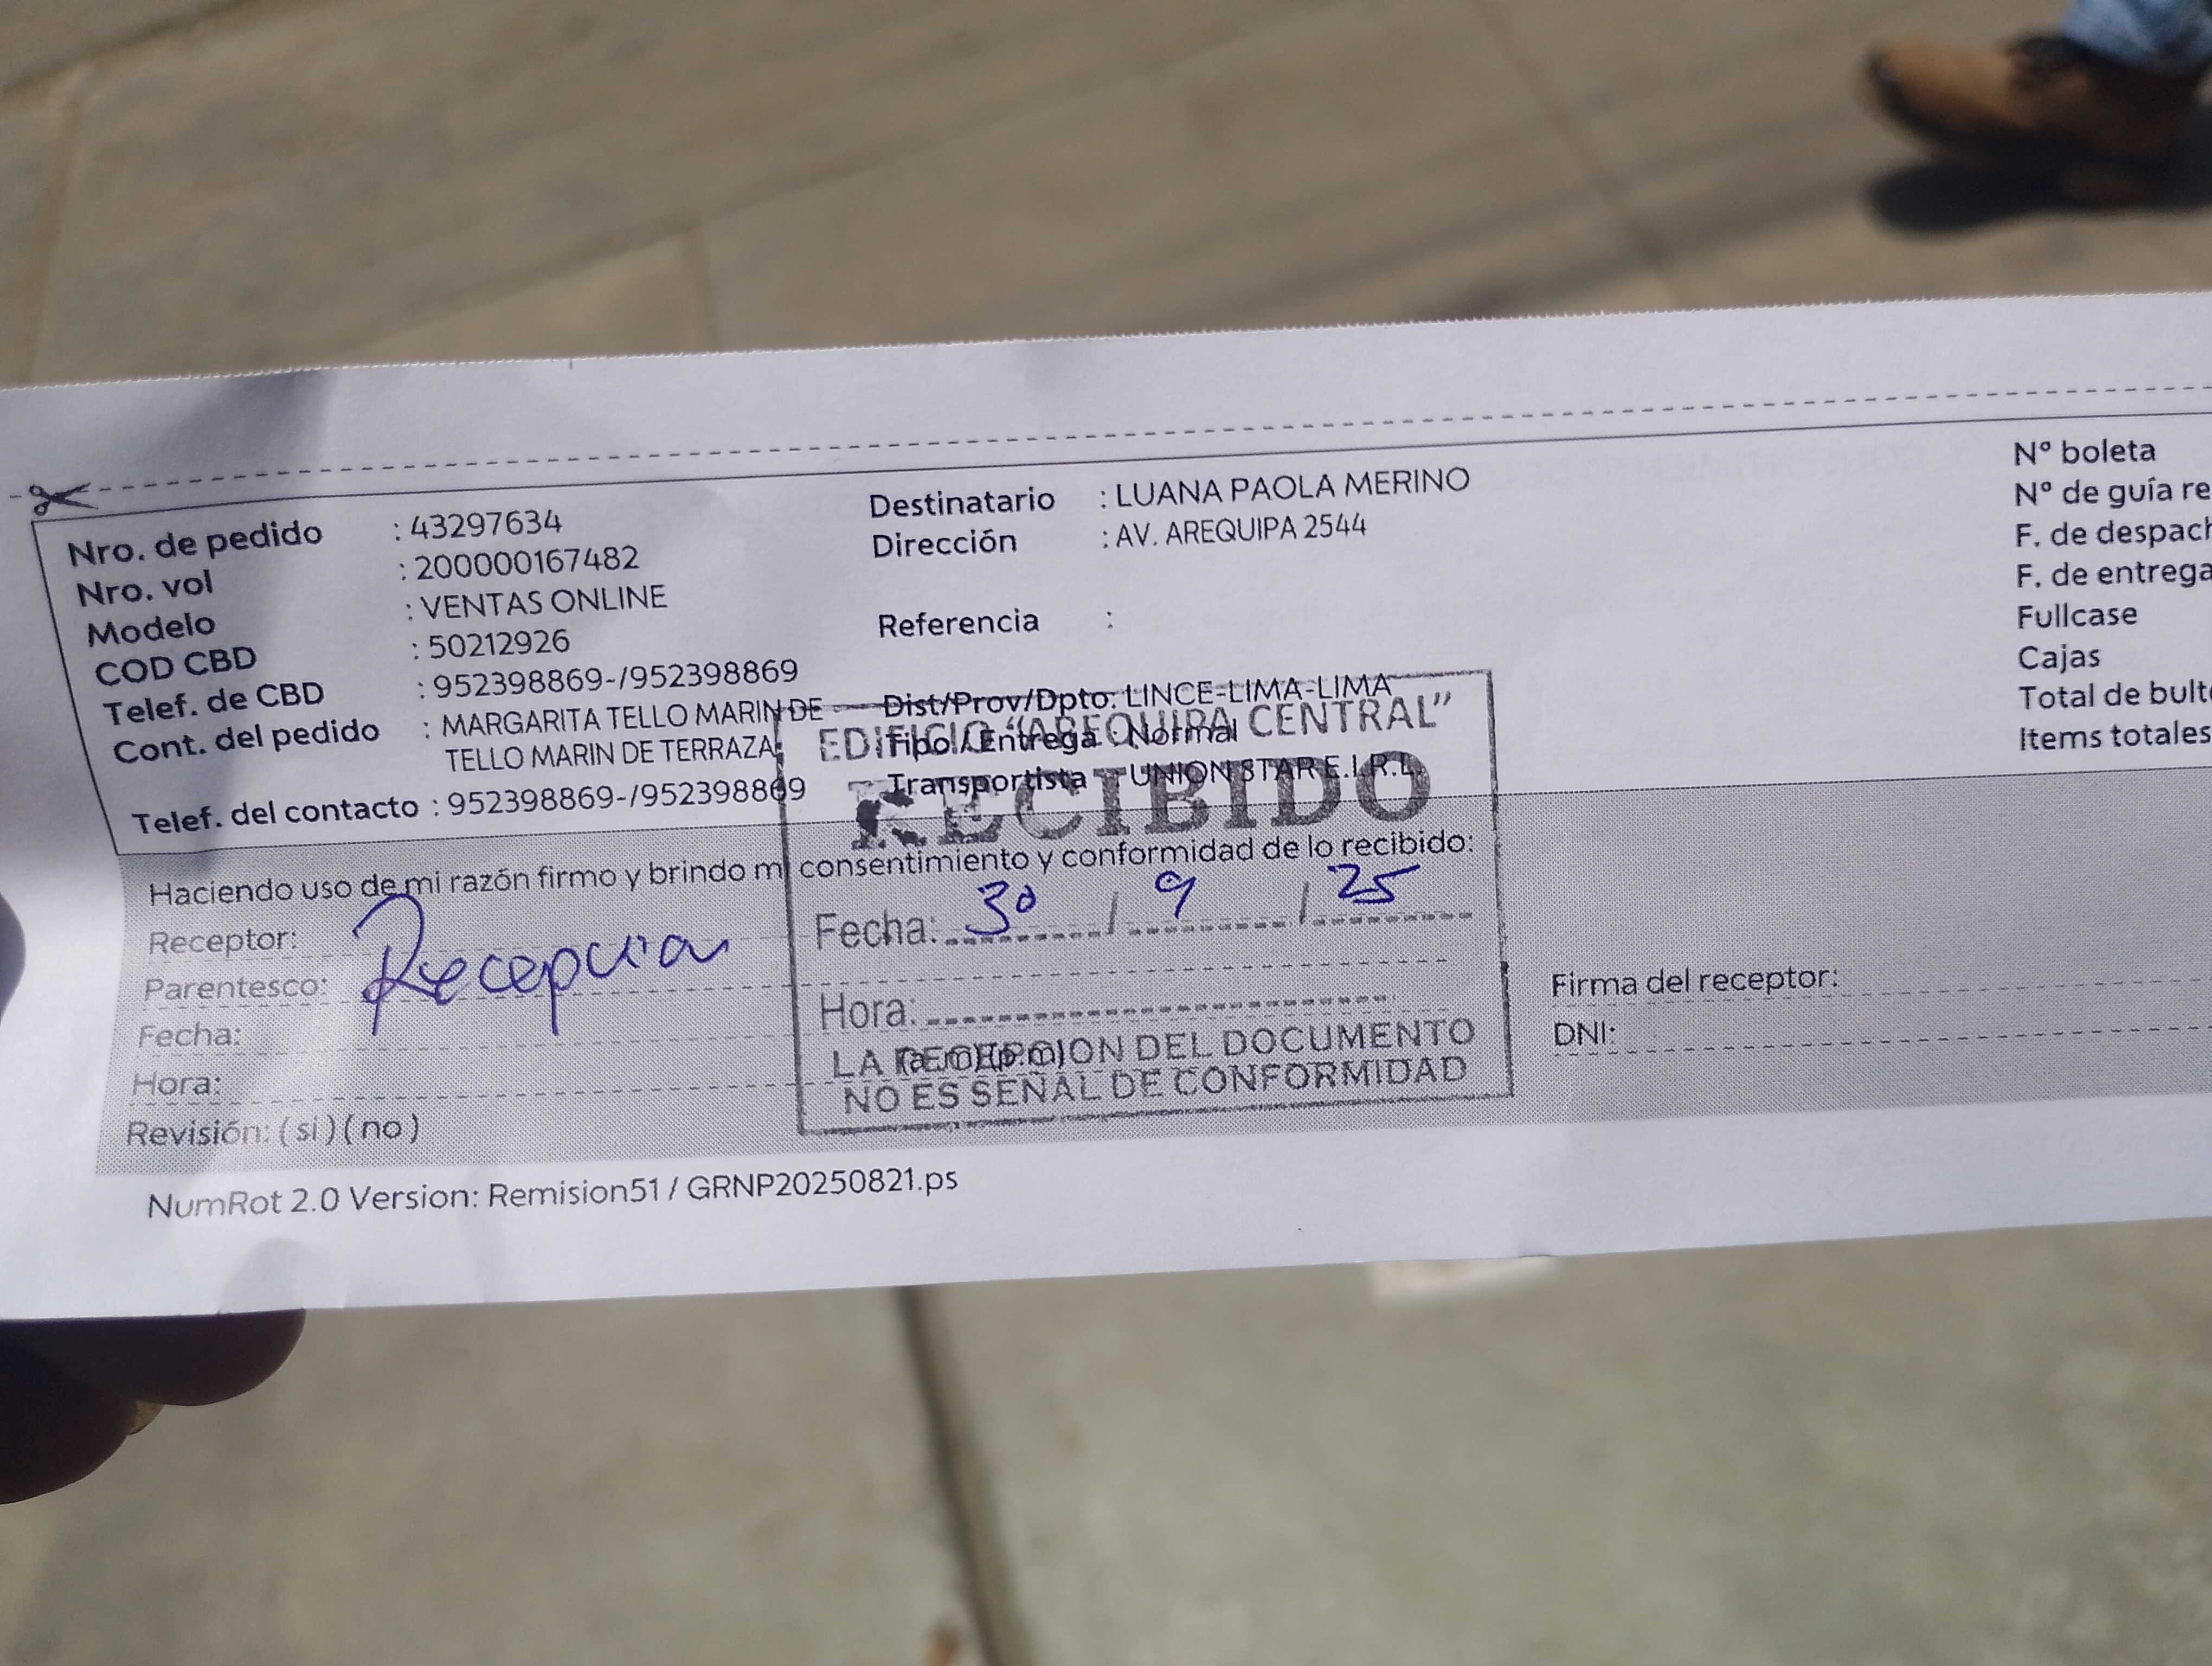 Nro. de pedido : 43297634
Nro. vol : 200000167482
Modelo : VENTAS ONLINE
COD CBD : 50212926
Telef. de CBD : 952398869-/952398869
Cont. del pedido : MARGARITA TELLO MARIN DE
TELLO MARIN DE TERRAZA
Telef. del contacto : 952398869-/952398869
Destinatario : LUANA PAOLA MERINO
Dirección : AV. AREQUIPA 2544
Referencia :
Dist/Prov/Dpto: LINCE-LIMA-LIMA
Tipo / Entrega : Normal
Transportista : UNION STAR E.I.R.L.
Nº boleta
Nº de guía re
F. de despach
F. de entrega
Fullcase
Cajas
Total de bulto
Items totales
EDIFICIO "AREQUIPA CENTRAL"
RECIBIDO
Fecha: 30 / 9 / 25
Hora.
(a.m.)(p.m)
LA RECEPCION DEL DOCUMENTO
NO ES SEÑAL DE CONFORMIDAD
Haciendo uso de mi razón firmo y brindo mi consentimiento y conformidad de lo recibido:
Receptor:
Parentesco: Recepcion
Fecha:
Hora:
Revisión: ( si ) ( no )
Firma del receptor:
DNI:
NumRot 2.0 Version: Remision51 / GRNP20250821.ps